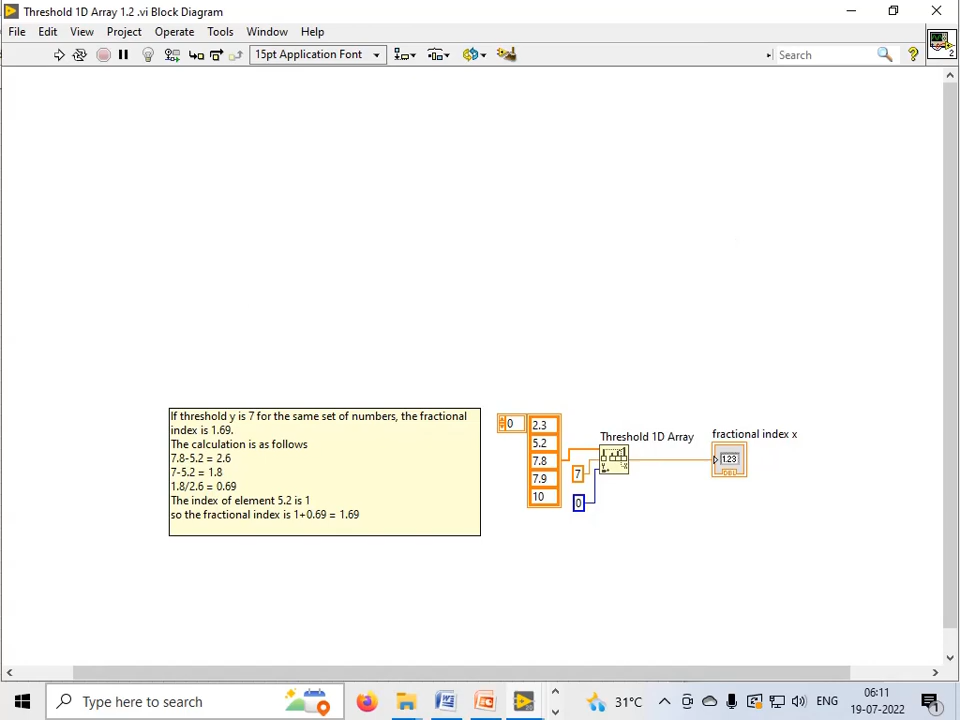 Threshold 1D Array 1.2 .vi Block Diagram
File Edit View Project Operate Tools Window Help
15pt Application Font
Search
?
2
If threshold y is 7 for the same set of numbers, the fractional
index is 1.69.
The calculation is as follows
7.8-5.2 = 2.6
7-5.2 = 1.8
1.8/2.6 = 0.69
The index of element 5.2 is 1
so the fractional index is 1+0.69 = 1.69
0
2.3
5.2
7.8
7.9
10
7
0
Threshold 1D Array
fractional index x
1.23
DBL
Type here to search
31°C
ENG
06:11
19-07-2022
1